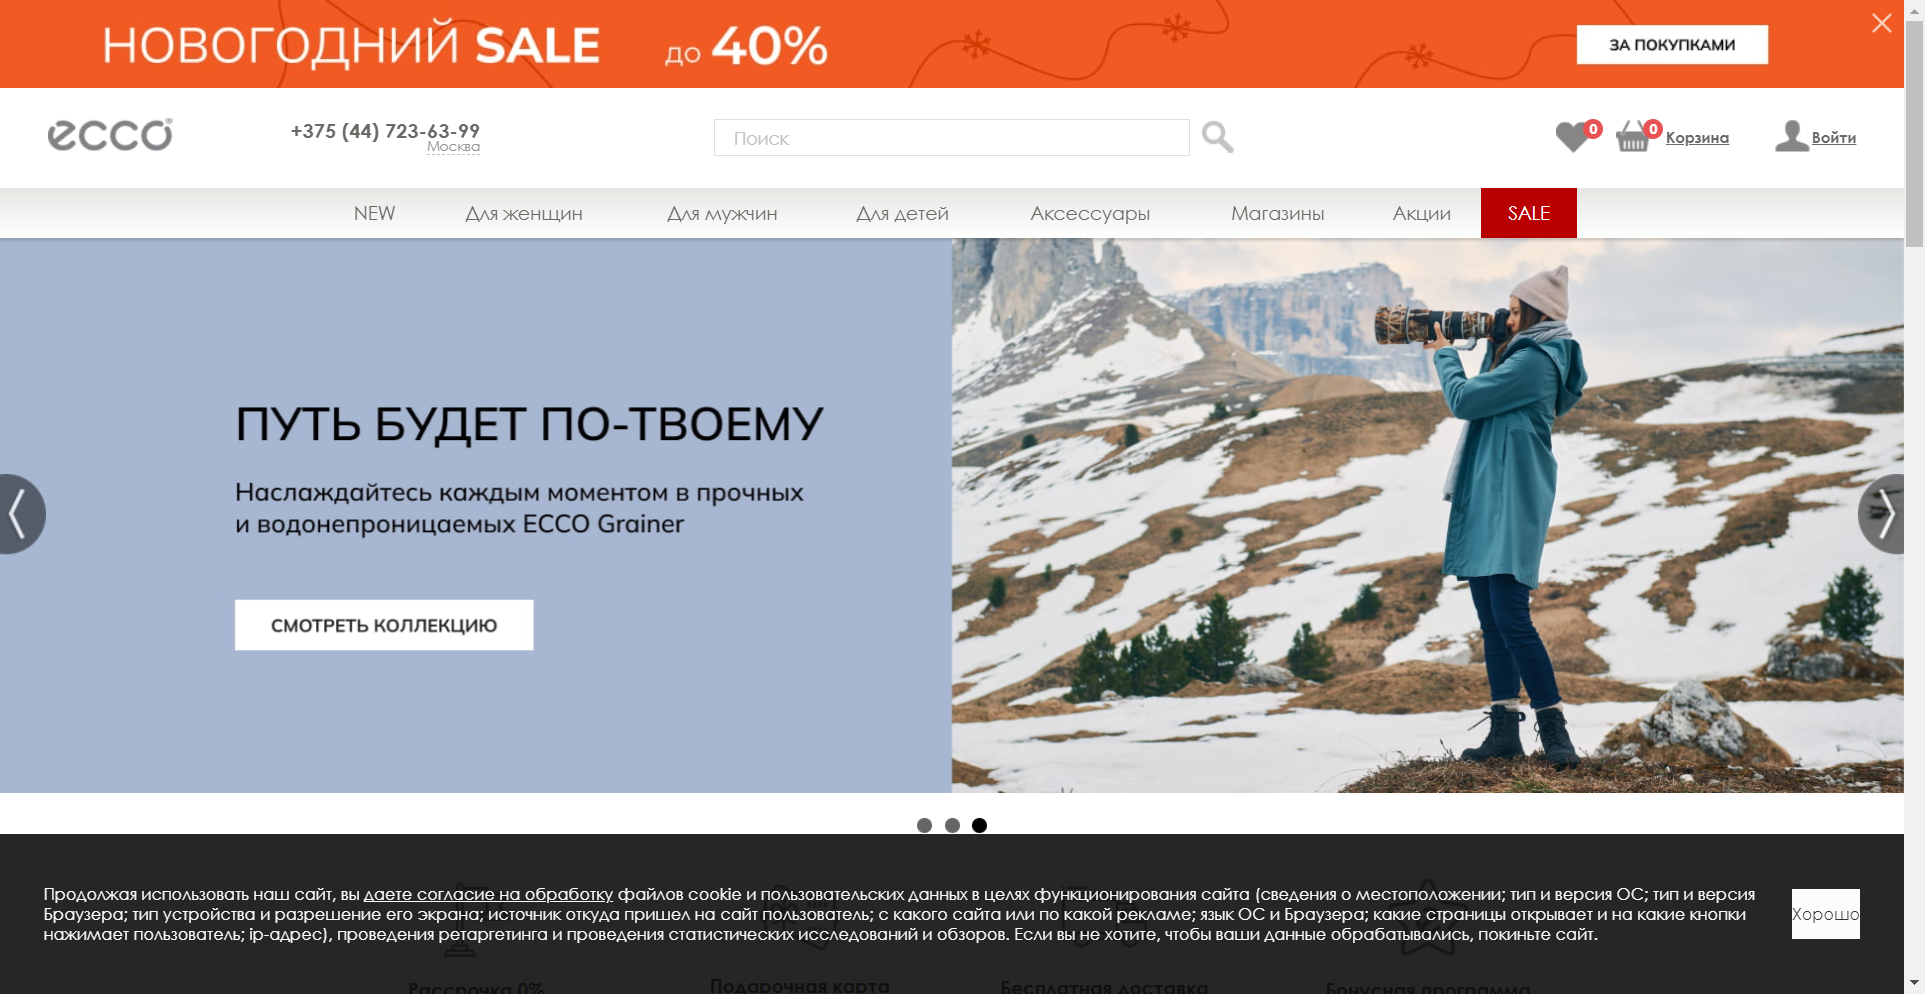 НОВОГОДНИЙ SALE до 40%
ЗА ПОКУПКАМИ
ecco
+375 (44) 723-63-99
Москва
Поиск
0
0
Корзина
Войти
NEW
Для женщин
Для мужчин
Для детей
Аксессуары
Магазины
Акции
SALE
ПУТЬ БУДЕТ ПО-ТВОЕМУ
Наслаждайтесь каждым моментом в прочных
и водонепроницаемых ECCO Grainer
СМОТРЕТЬ КОЛЛЕКЦИЮ
Продолжая использовать наш сайт, вы даете согласие на обработку файлов cookie и пользовательских данных в целях функционирования сайта (сведения о местоположении; тип и версия ОС; тип и версия
Браузера; тип устройства и разрешение его экрана; источник откуда пришел на сайт пользователь; с какого сайта или по какой рекламе; язык ОС и Браузера; какие страницы открывает и на какие кнопки
нажимает пользователь; ip-адрес), проведения ретаргетинга и проведения статистических исследований и обзоров. Если вы не хотите, чтобы ваши данные обрабатывались, покиньте сайт.
Хорошо
Рассрочка 0%
Подарочная карта
Бесплатная доставка
Бонусная программа